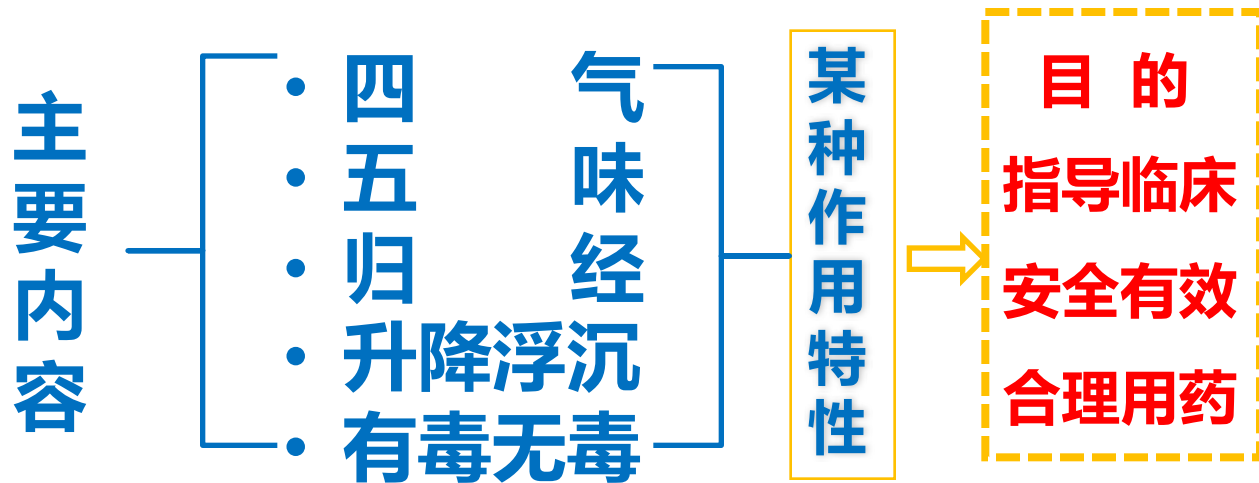 主要内容
• 四 气
• 五 味
• 归 经
• 升降浮沉
• 有毒无毒
某种作用特性
目 的
指导临床
安全有效
合理用药